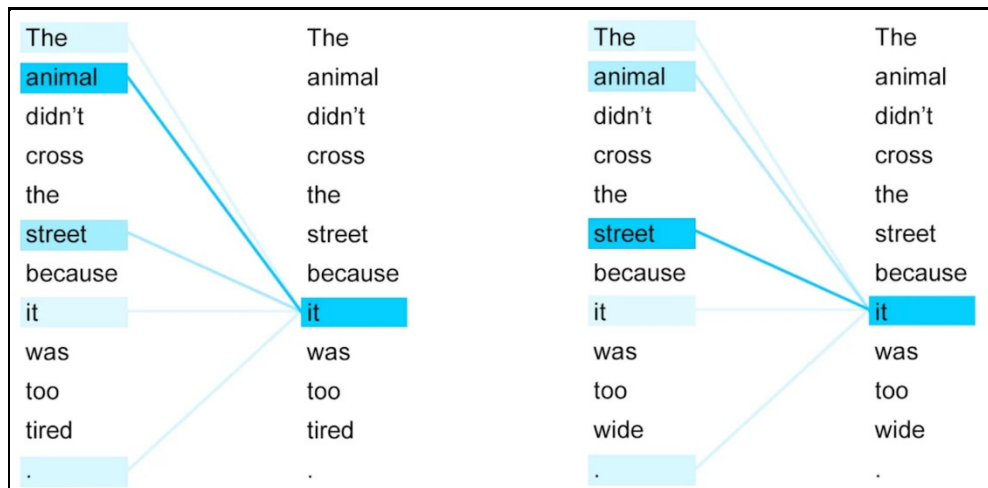 The The The The
animal animal animal animal
didn’t didn’t didn’t didn’t
cross cross cross cross
the the the the
street street street street
because because because because
it it it it
was was was was
too too too too
tired tired wide wide
. . . .